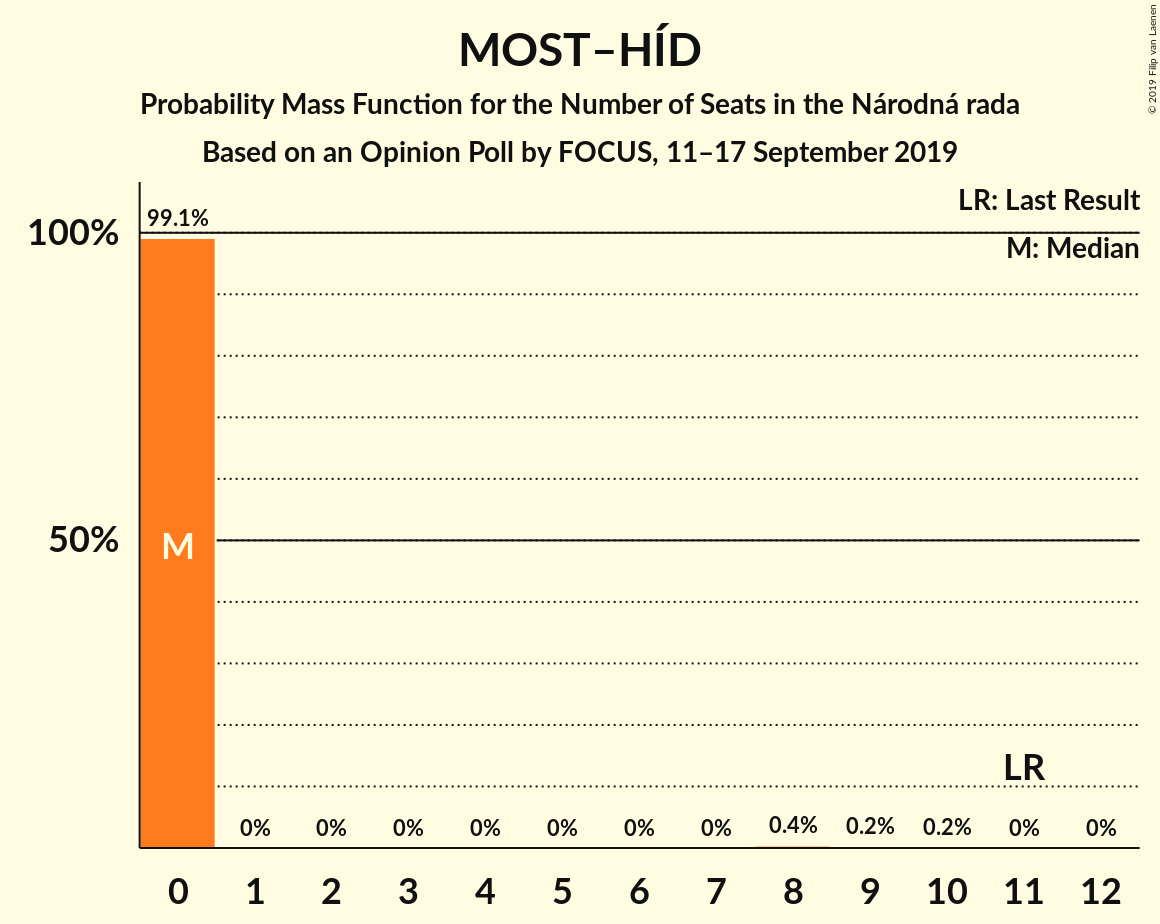 MOST–HÍD
Probability Mass Function for the Number of Seats in the Národná rada
Based on an Opinion Poll by FOCUS, 11–17 September 2019
© 2019 Filip van Laenen
LR: Last Result
M: Median
99.1%
100%
50%
M
LR
0% 0% 0% 0% 0% 0% 0% 0.4% 0.2% 0.2% 0% 0%
0 1 2 3 4 5 6 7 8 9 10 11 12